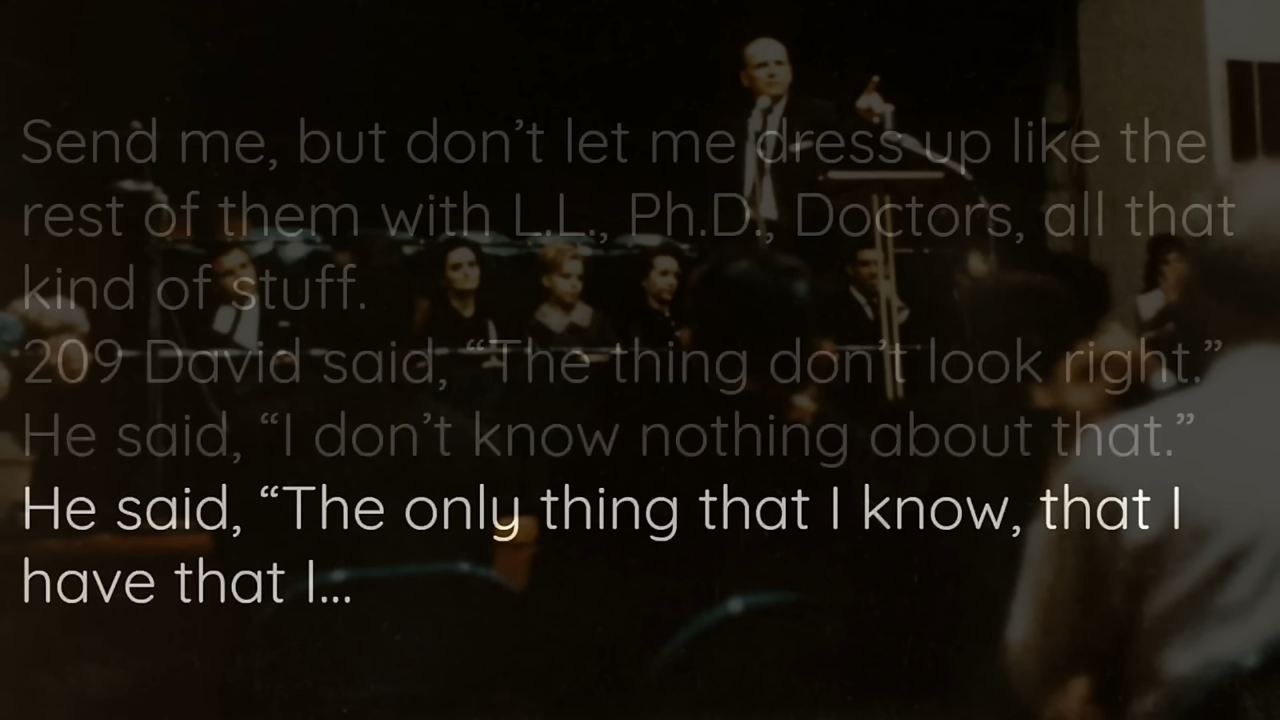 Send me, but don’t let me dress up like the
rest of them with L.L., Ph.D., Doctors, all that
kind of stuff.
209 David said, “The thing don’t look right.”
He said, “I don’t know nothing about that.”
He said, “The only thing that I know, that I
have that I...